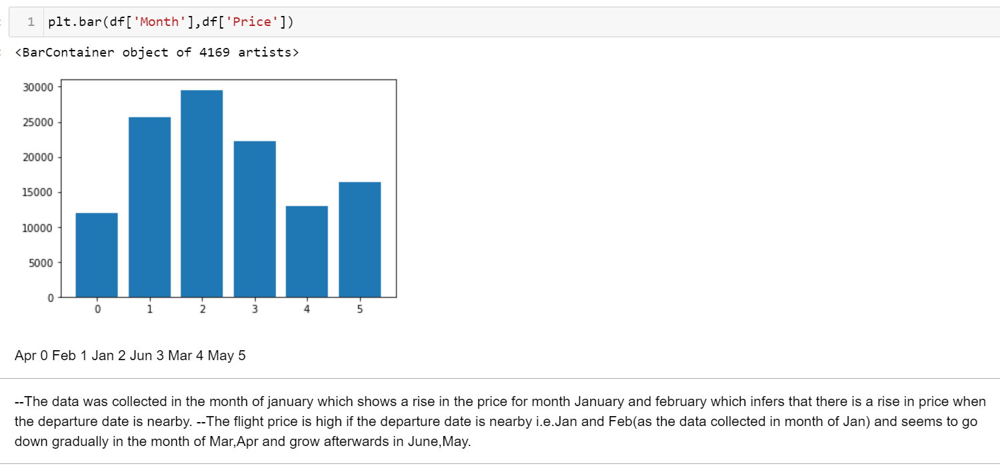 1 plt.bar(df['Month'],df['Price'])
<BarContainer object of 4169 artists>
30000
25000
20000
15000
10000
5000
0
0 1 2 3 4 5
Apr 0 Feb 1 Jan 2 Jun 3 Mar 4 May 5
--The data was collected in the month of january which shows a rise in the price for month January and february which infers that there is a rise in price when
the departure date is nearby. --The flight price is high if the departure date is nearby i.e.Jan and Feb(as the data collected in month of Jan) and seems to go
down gradually in the month of Mar,Apr and grow afterwards in June,May.